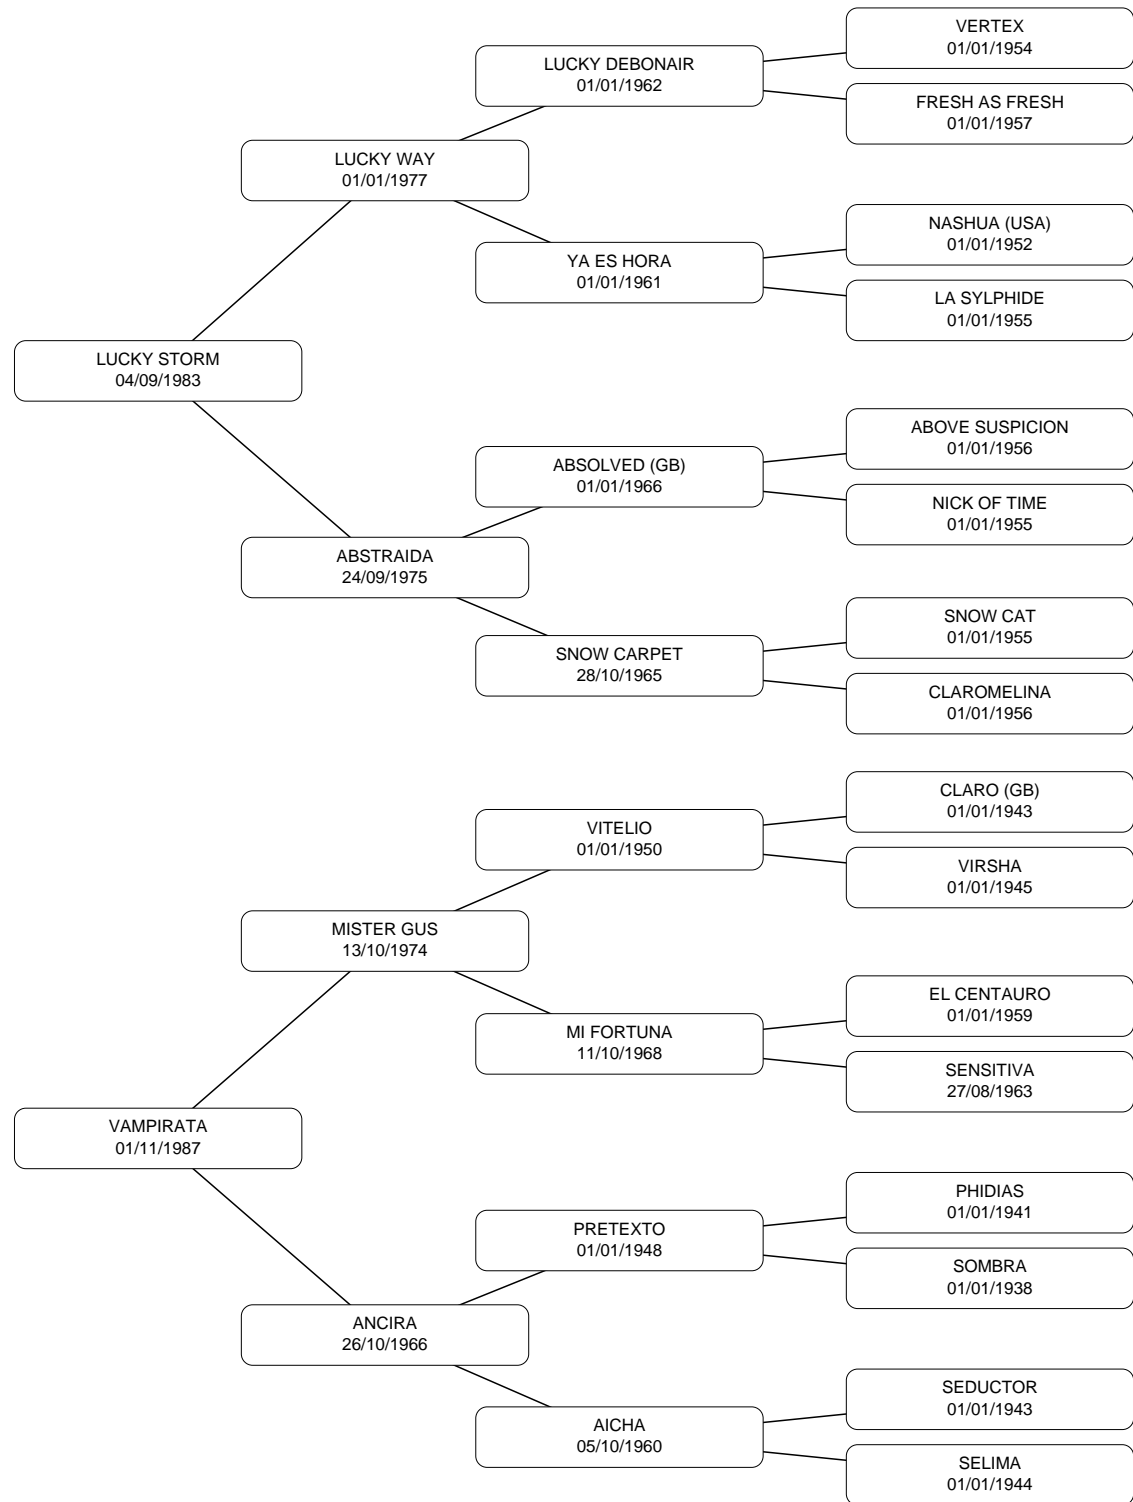 VERTEX
01/01/1954
LUCKY DEBONAIR
01/01/1962
FRESH AS FRESH
01/01/1957
LUCKY WAY
01/01/1977
NASHUA (USA)
01/01/1952
YA ES HORA
01/01/1961
LA SYLPHIDE
01/01/1955
LUCKY STORM
04/09/1983
ABOVE SUSPICION
01/01/1956
ABSOLVED (GB)
01/01/1966
NICK OF TIME
01/01/1955
ABSTRAIDA
24/09/1975
SNOW CAT
01/01/1955
SNOW CARPET
28/10/1965
CLAROMELINA
01/01/1956
CLARO (GB)
01/01/1943
VITELIO
01/01/1950
VIRSHA
01/01/1945
MISTER GUS
13/10/1974
EL CENTAURO
01/01/1959
MI FORTUNA
11/10/1968
SENSITIVA
27/08/1963
VAMPIRATA
01/11/1987
PHIDIAS
01/01/1941
PRETEXTO
01/01/1948
SOMBRA
01/01/1938
ANCIRA
26/10/1966
SEDUCTOR
01/01/1943
AICHA
05/10/1960
SELIMA
01/01/1944